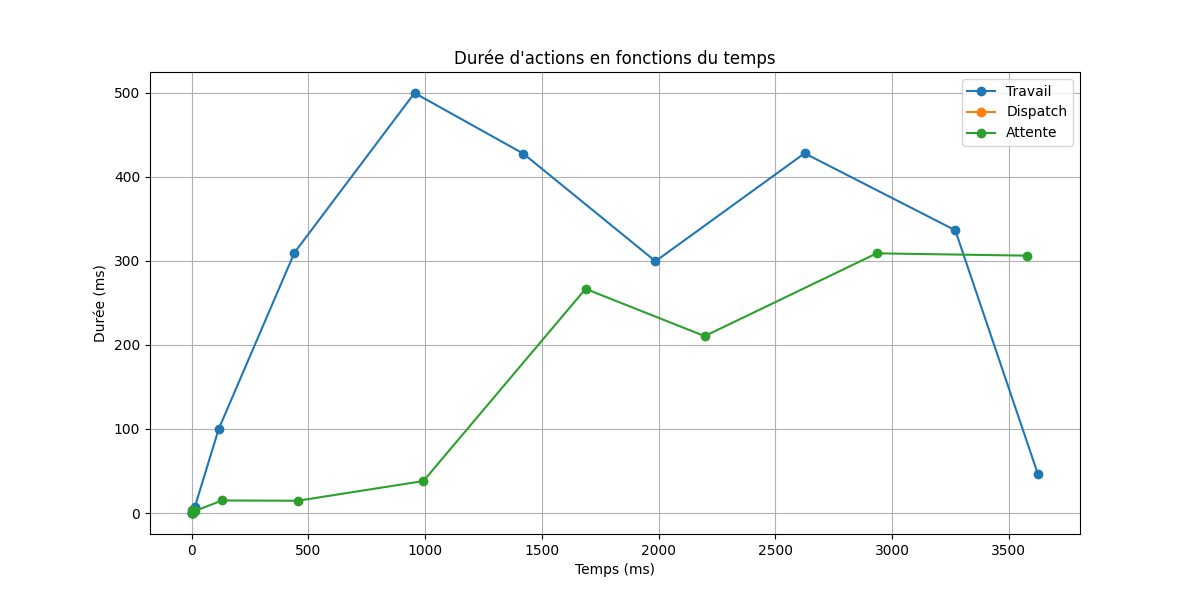 Durée d'actions en fonctions du temps
Travail
Dispatch
Attente
Durée (ms)
500
400
300
200
100
0
0 500 1000 1500 2000 2500 3000 3500
Temps (ms)